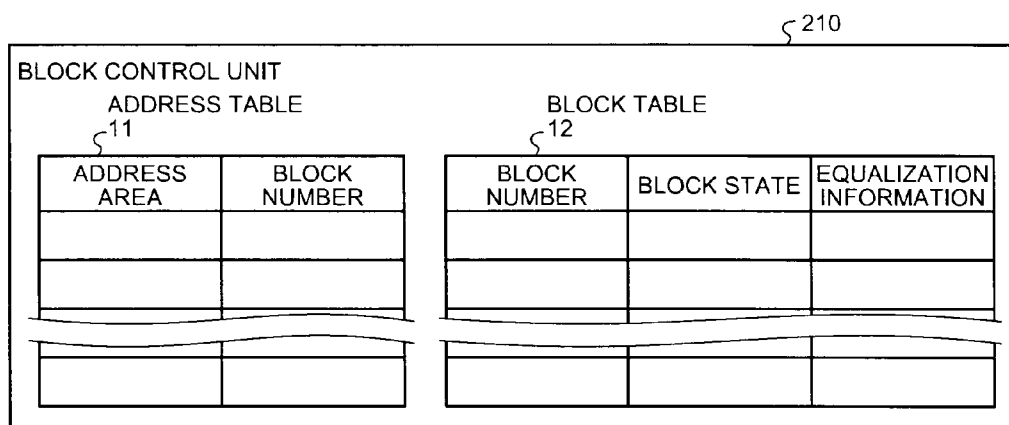 210
BLOCK CONTROL UNIT
ADDRESS TABLE
11
BLOCK TABLE
12
ADDRESS
AREA
BLOCK
NUMBER
BLOCK
NUMBER
BLOCK STATE
EQUALIZATION
INFORMATION